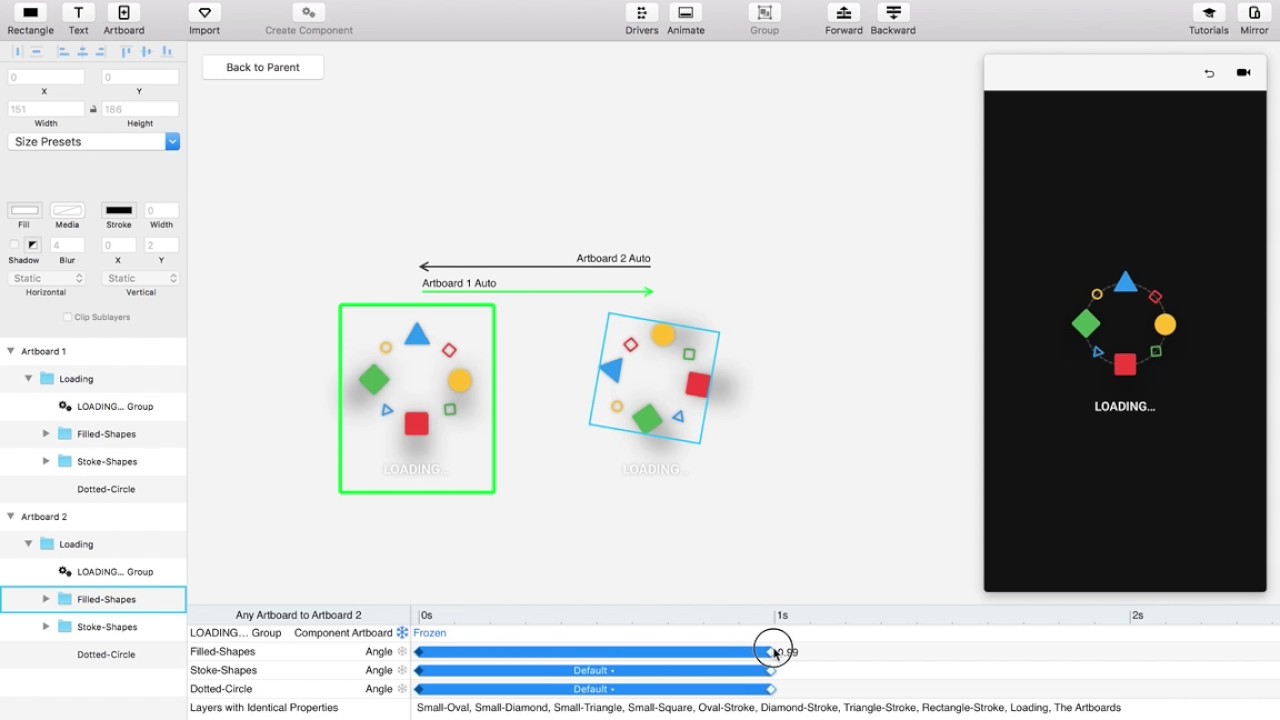 Rectangle Text Artboard Import Create Component Drivers Animate Group Forward Backward Tutorials Mirror
Back to Parent
0 0
X Y
151 186
Width Height
Size Presets
0
Fill Media Stroke Width
4 0 2
Shadow Blur X Y
Static Static
Horizontal Vertical
Clip Sublayers
Artboard 1
Loading
LOADING... Group
Filled-Shapes
Stoke-Shapes
Dotted-Circle
Artboard 2
Loading
LOADING... Group
Filled-Shapes
Stoke-Shapes
Dotted-Circle
Artboard 2 Auto
Artboard 1 Auto
LOADING... LOADING...
LOADING...
Any Artboard to Artboard 2 0s 1s 2s
LOADING... Group Component Artboard Frozen
Filled-Shapes Angle 0.99
Stoke-Shapes Angle Default
Dotted-Circle Angle Default
Layers with Identical Properties Small-Oval, Small-Diamond, Small-Triangle, Small-Square, Oval-Stroke, Diamond-Stroke, Triangle-Stroke, Rectangle-Stroke, Loading, The Artboards